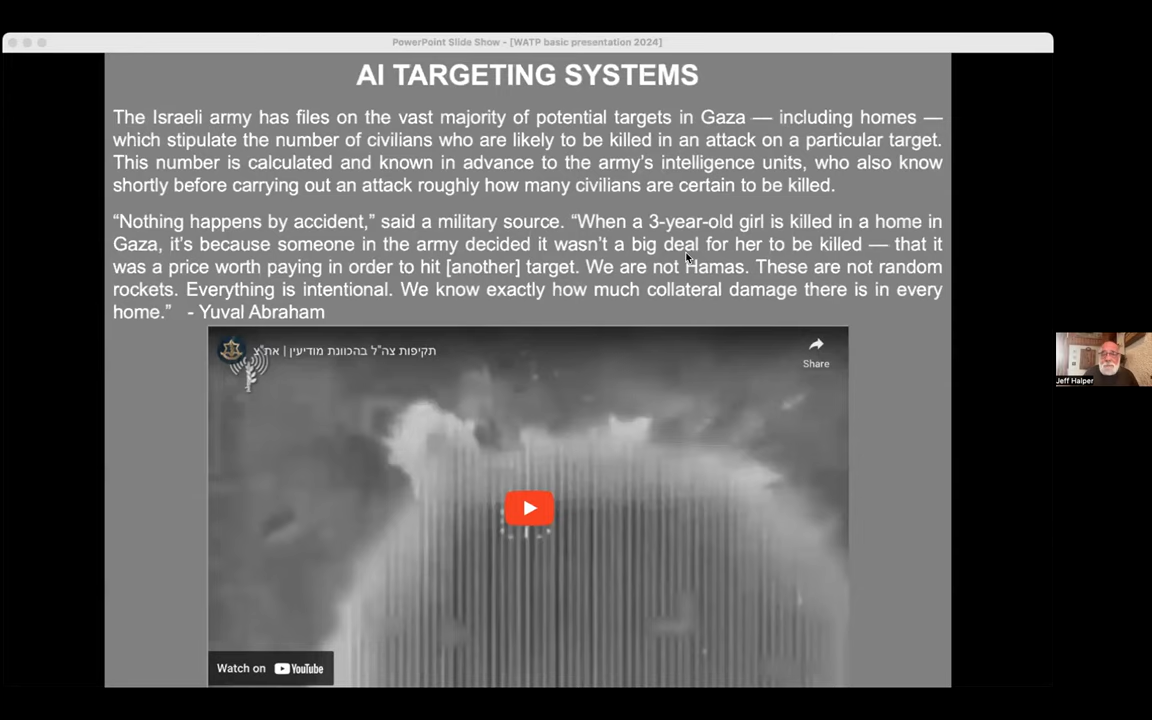 PowerPoint Slide Show - [WATP basic presentation 2024]
AI TARGETING SYSTEMS
The Israeli army has files on the vast majority of potential targets in Gaza — including homes —
which stipulate the number of civilians who are likely to be killed in an attack on a particular target.
This number is calculated and known in advance to the army’s intelligence units, who also know
shortly before carrying out an attack roughly how many civilians are certain to be killed.
“Nothing happens by accident,” said a military source. “When a 3-year-old girl is killed in a home in
Gaza, it’s because someone in the army decided it wasn’t a big deal for her to be killed — that it
was a price worth paying in order to hit [another] target. We are not Hamas. These are not random
rockets. Everything is intentional. We know exactly how much collateral damage there is in every
home.” - Yuval Abraham
תקיפות צה"ל בהכוונת מודיעין | את"צ
Share
Jeff Halper
Watch on YouTube